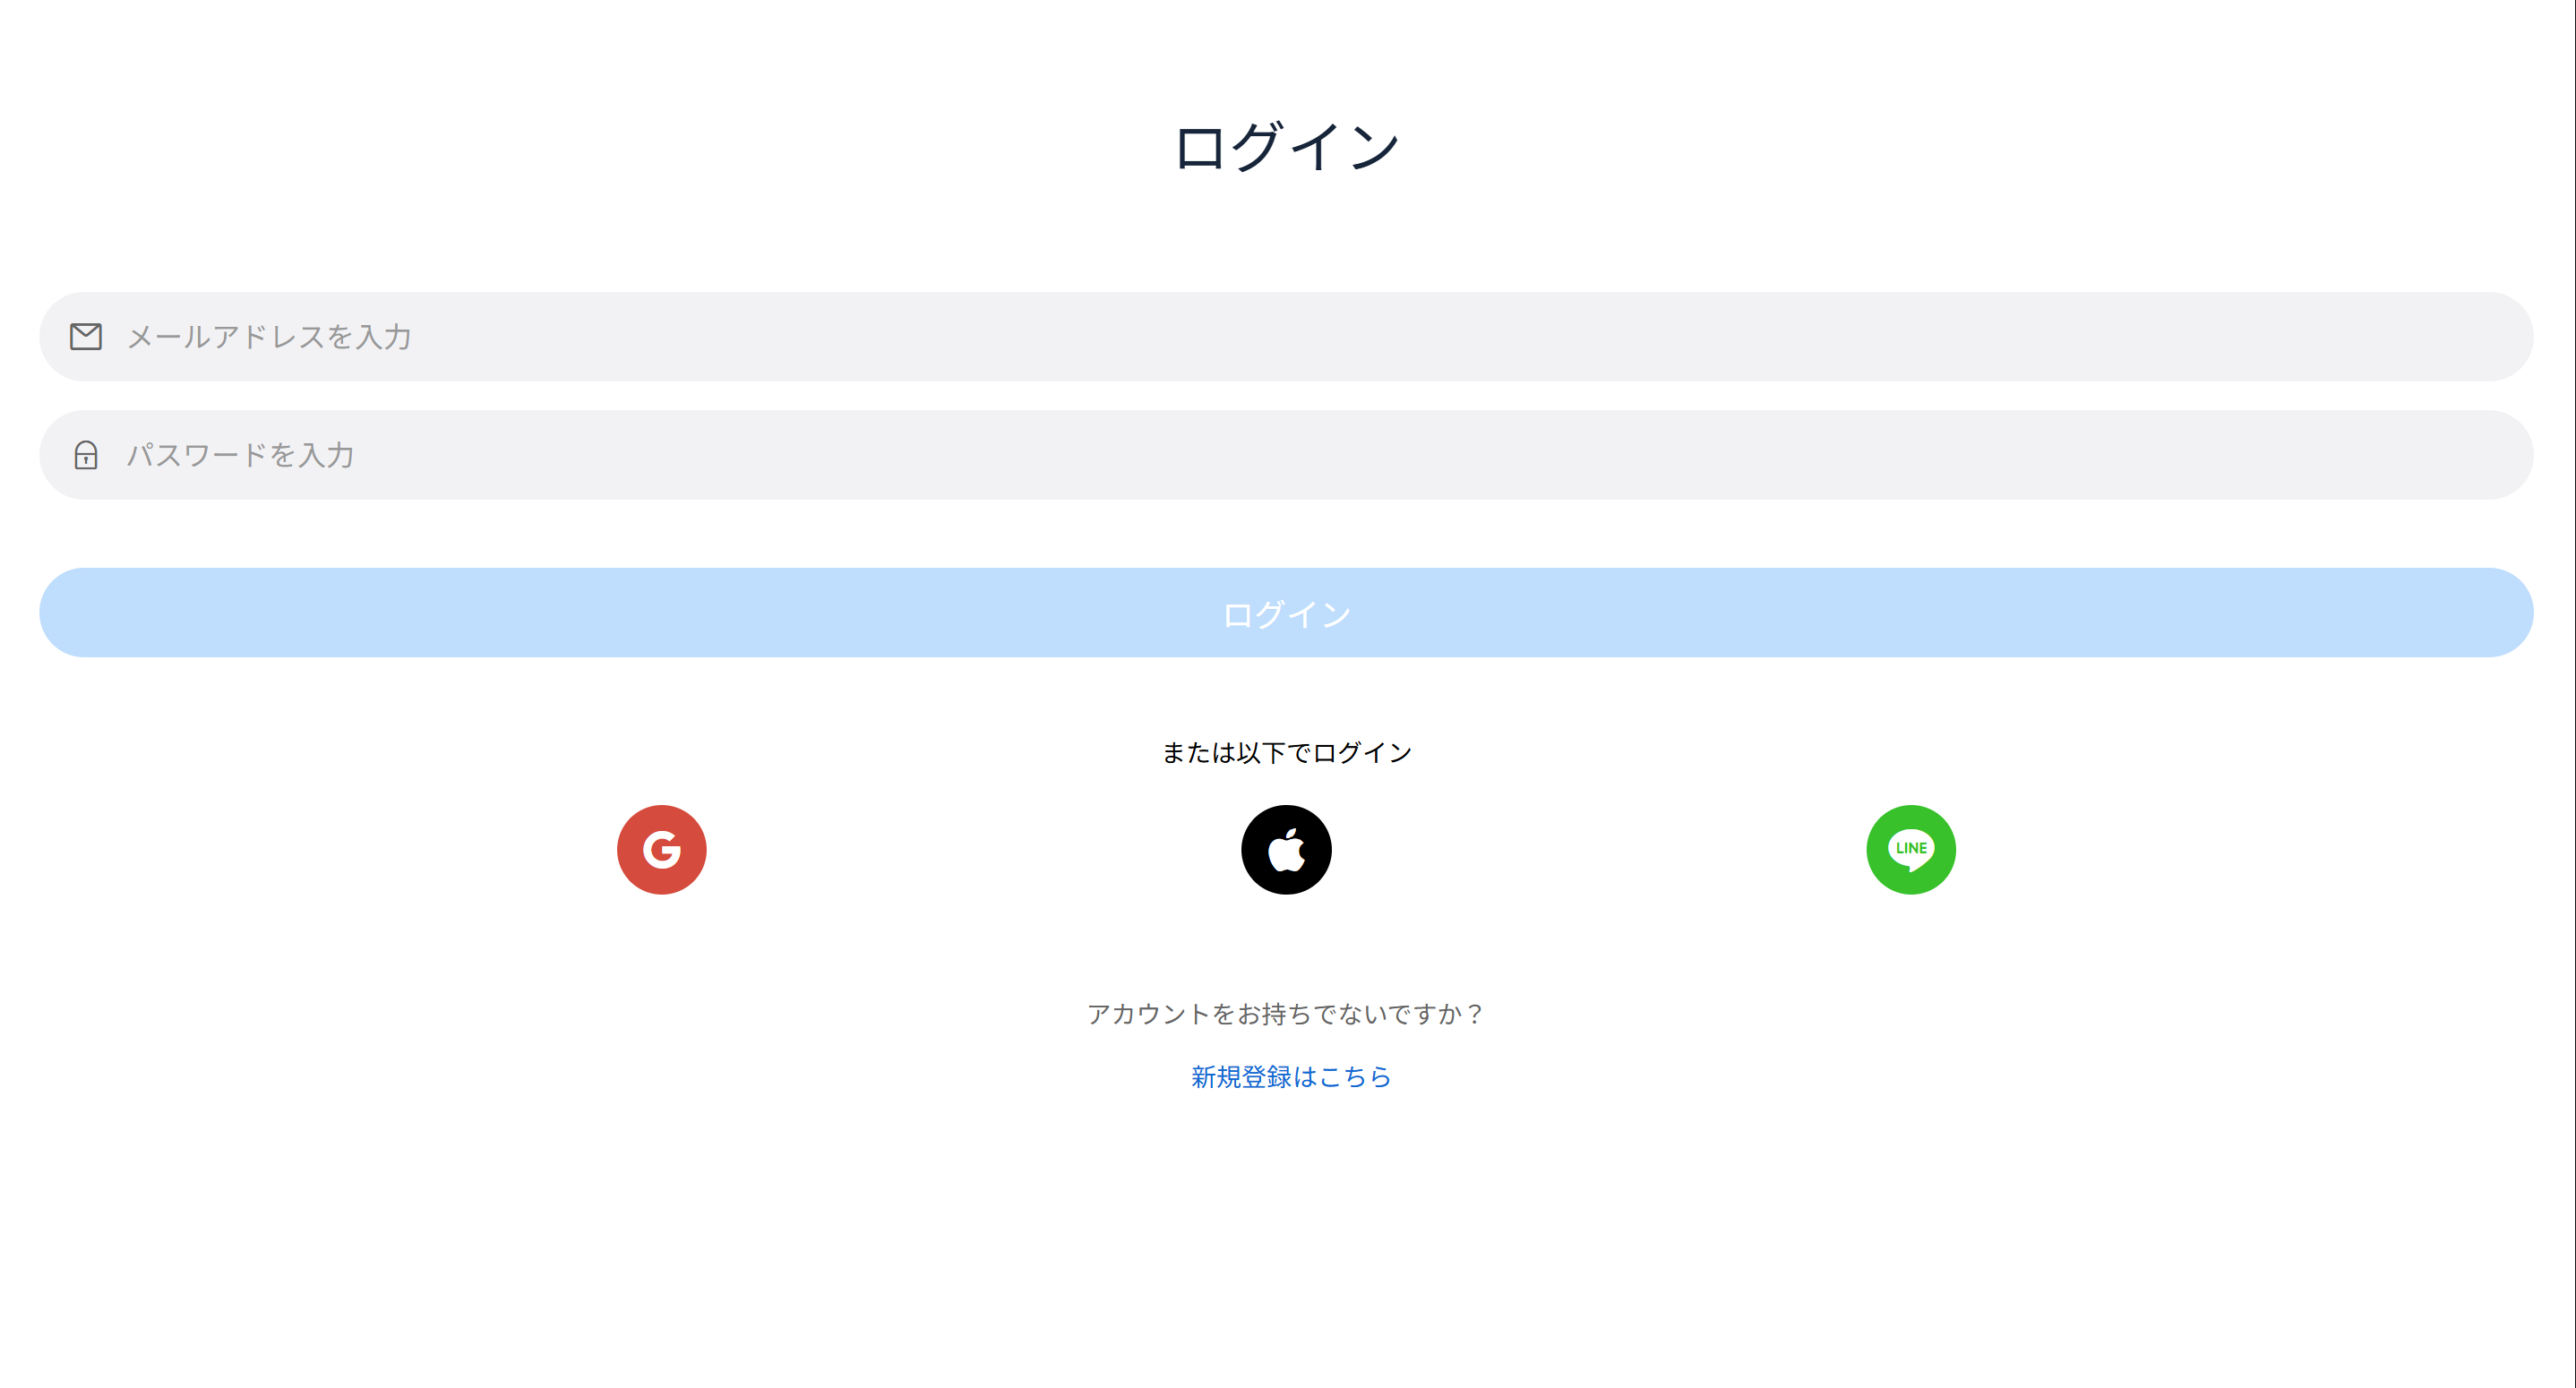 ログイン
メールアドレスを入力
パスワードを入力
ログイン
または以下でログイン
G
LINE
アカウントをお持ちでないですか？
新規登録はこちら